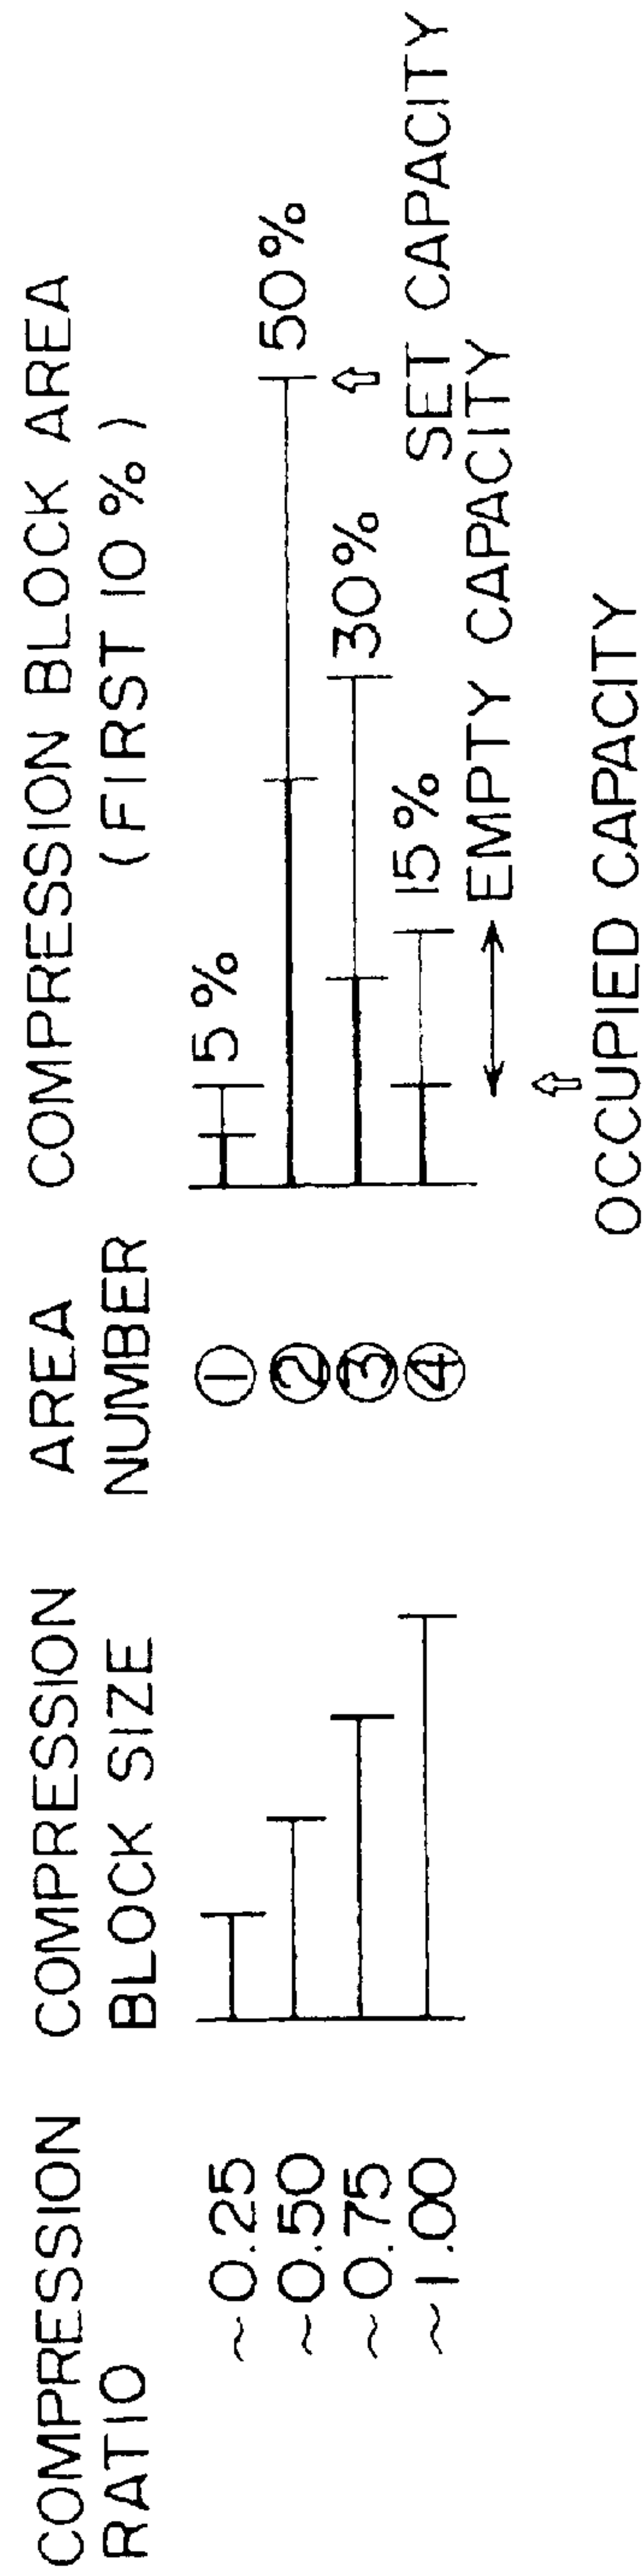 COMPRESSION RATIO
COMPRESSION BLOCK SIZE
AREA NUMBER
COMPRESSION BLOCK AREA
(FIRST 10%)
~0.25
①
5%
~0.50
②
50%
~0.75
③
30%
~1.00
④
15%
SET CAPACITY
EMPTY CAPACITY
OCCUPIED CAPACITY